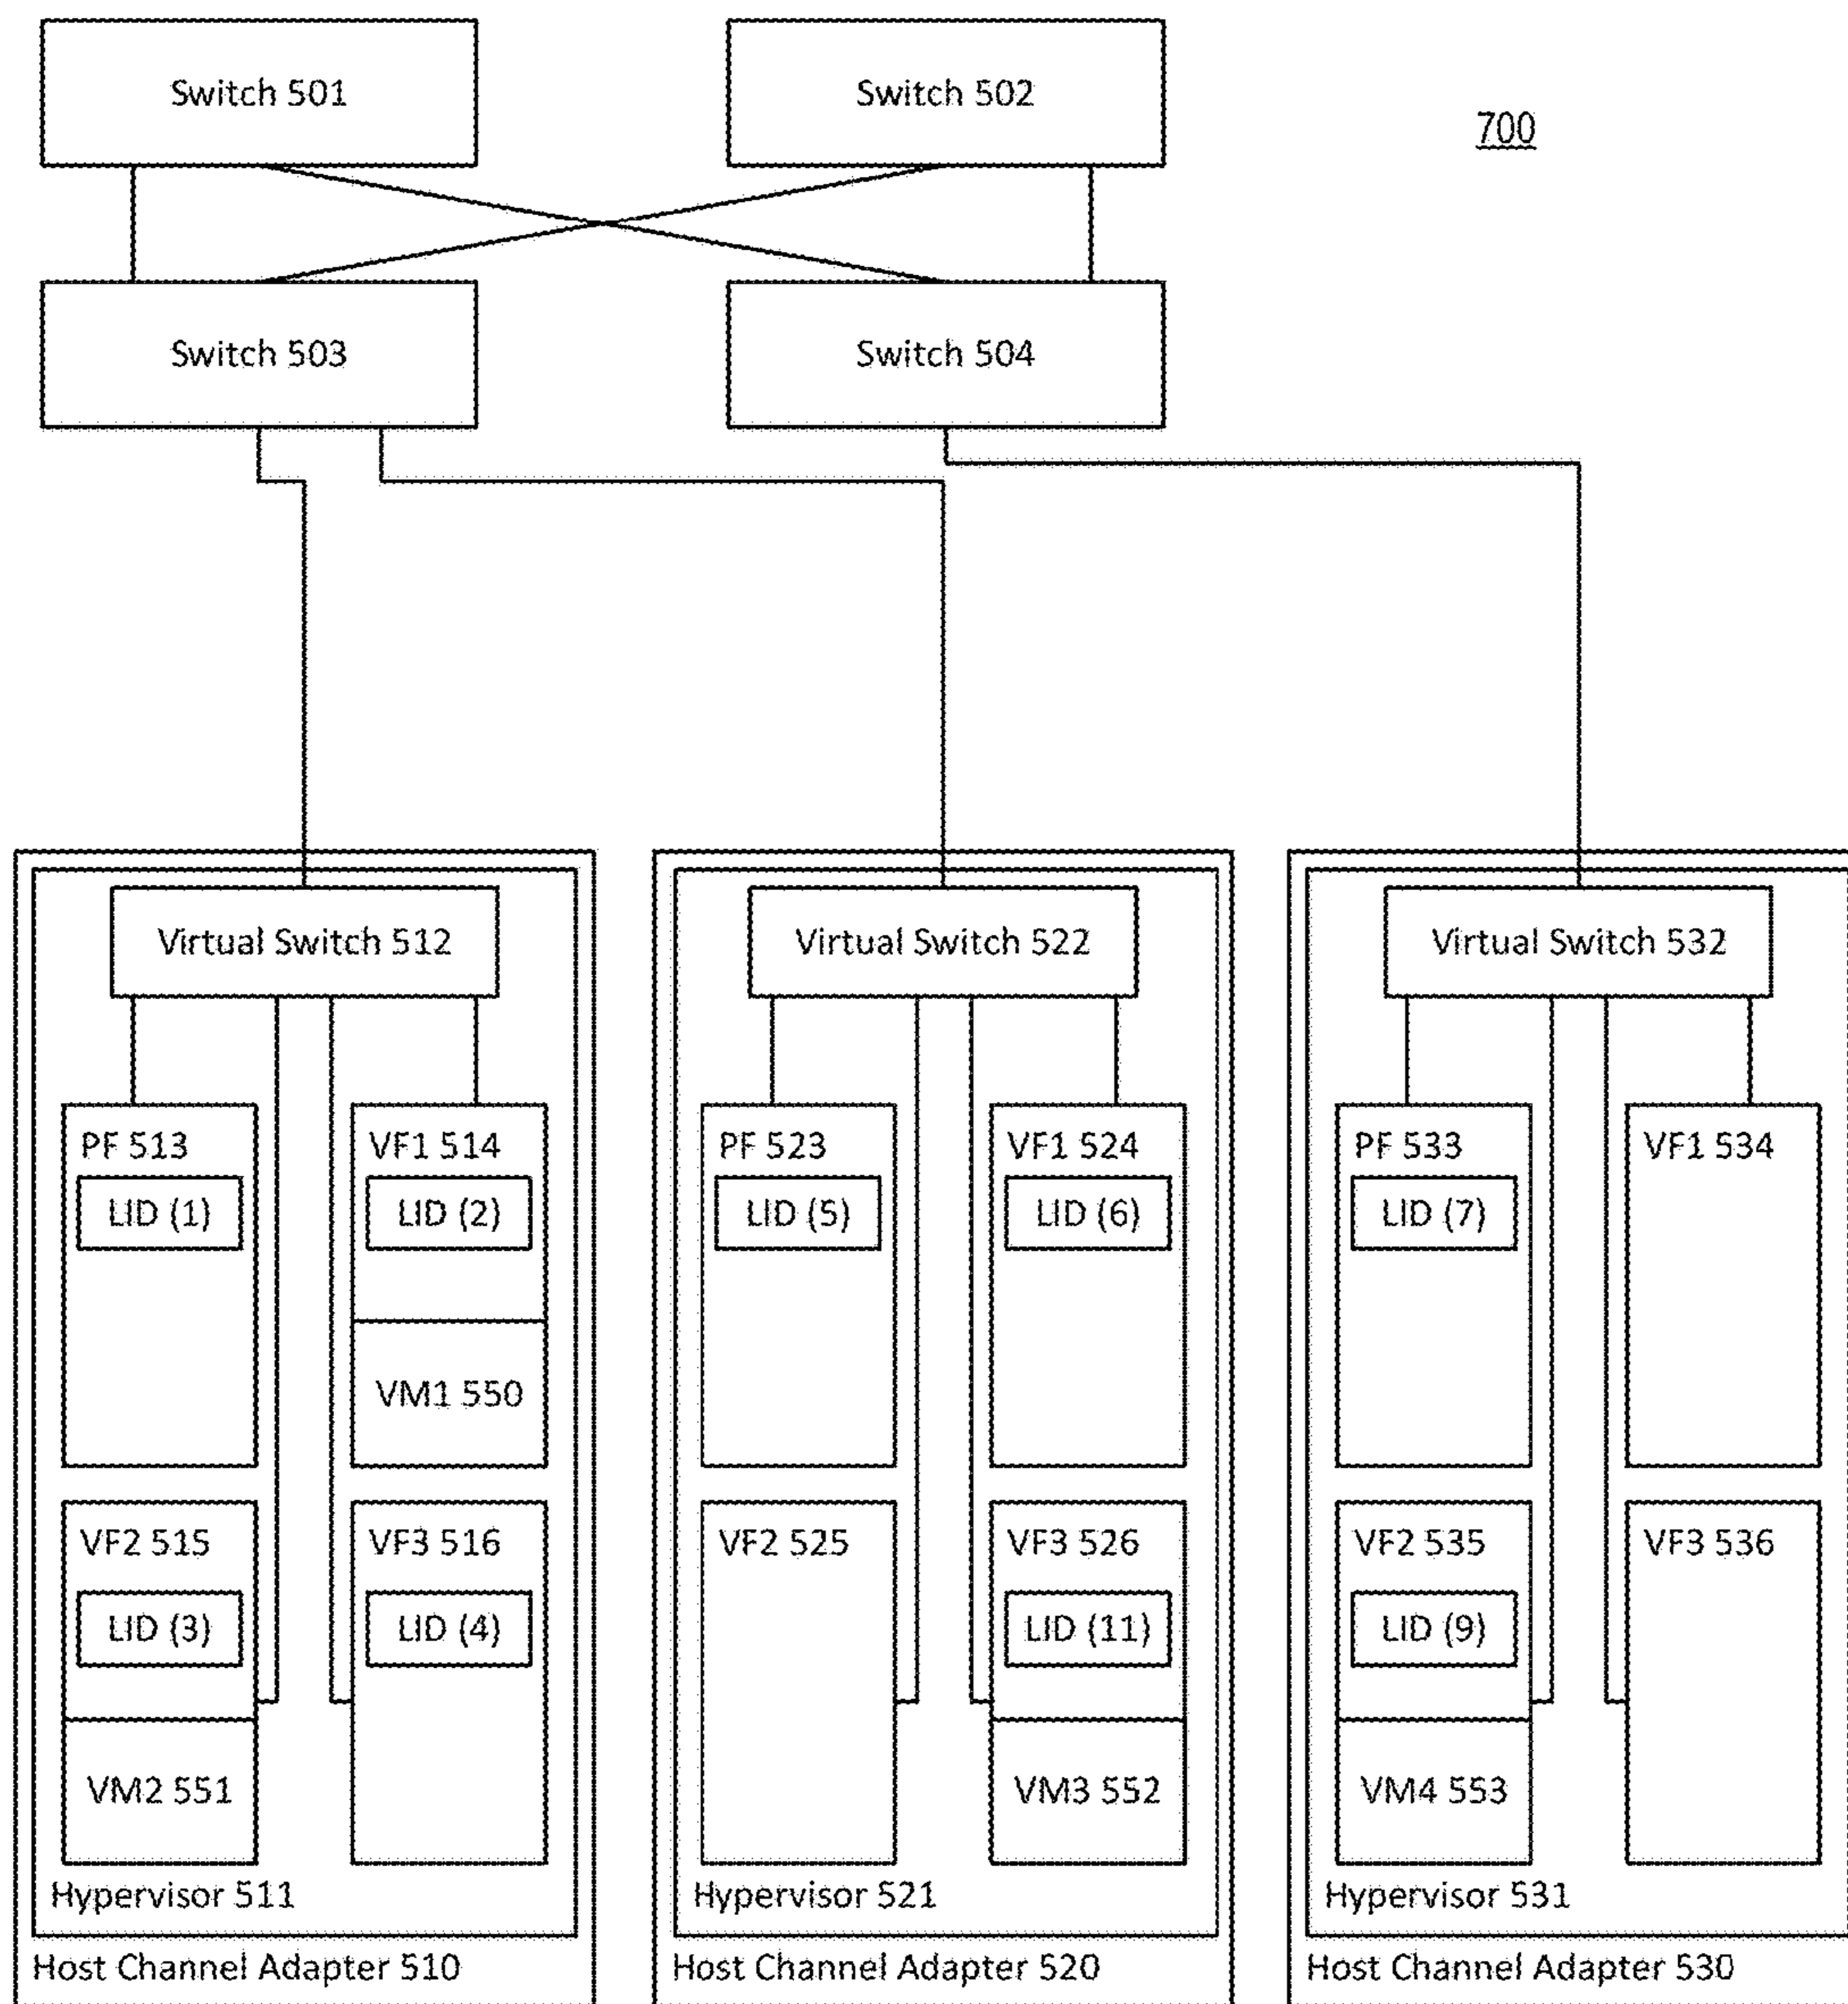 Switch 501
Switch 502
700
Switch 503
Switch 504
Virtual Switch 512
Virtual Switch 522
Virtual Switch 532
PF 513
LID (1)
VF1 514
LID (2)
VM1 550
VF2 515
LID (3)
VM2 551
VF3 516
LID (4)
Hypervisor 511
Host Channel Adapter 510
PF 523
LID (5)
VF1 524
LID (6)
VF2 525
VF3 526
LID (11)
VM3 552
Hypervisor 521
Host Channel Adapter 520
PF 533
LID (7)
VF1 534
VF2 535
LID (9)
VM4 553
VF3 536
Hypervisor 531
Host Channel Adapter 530